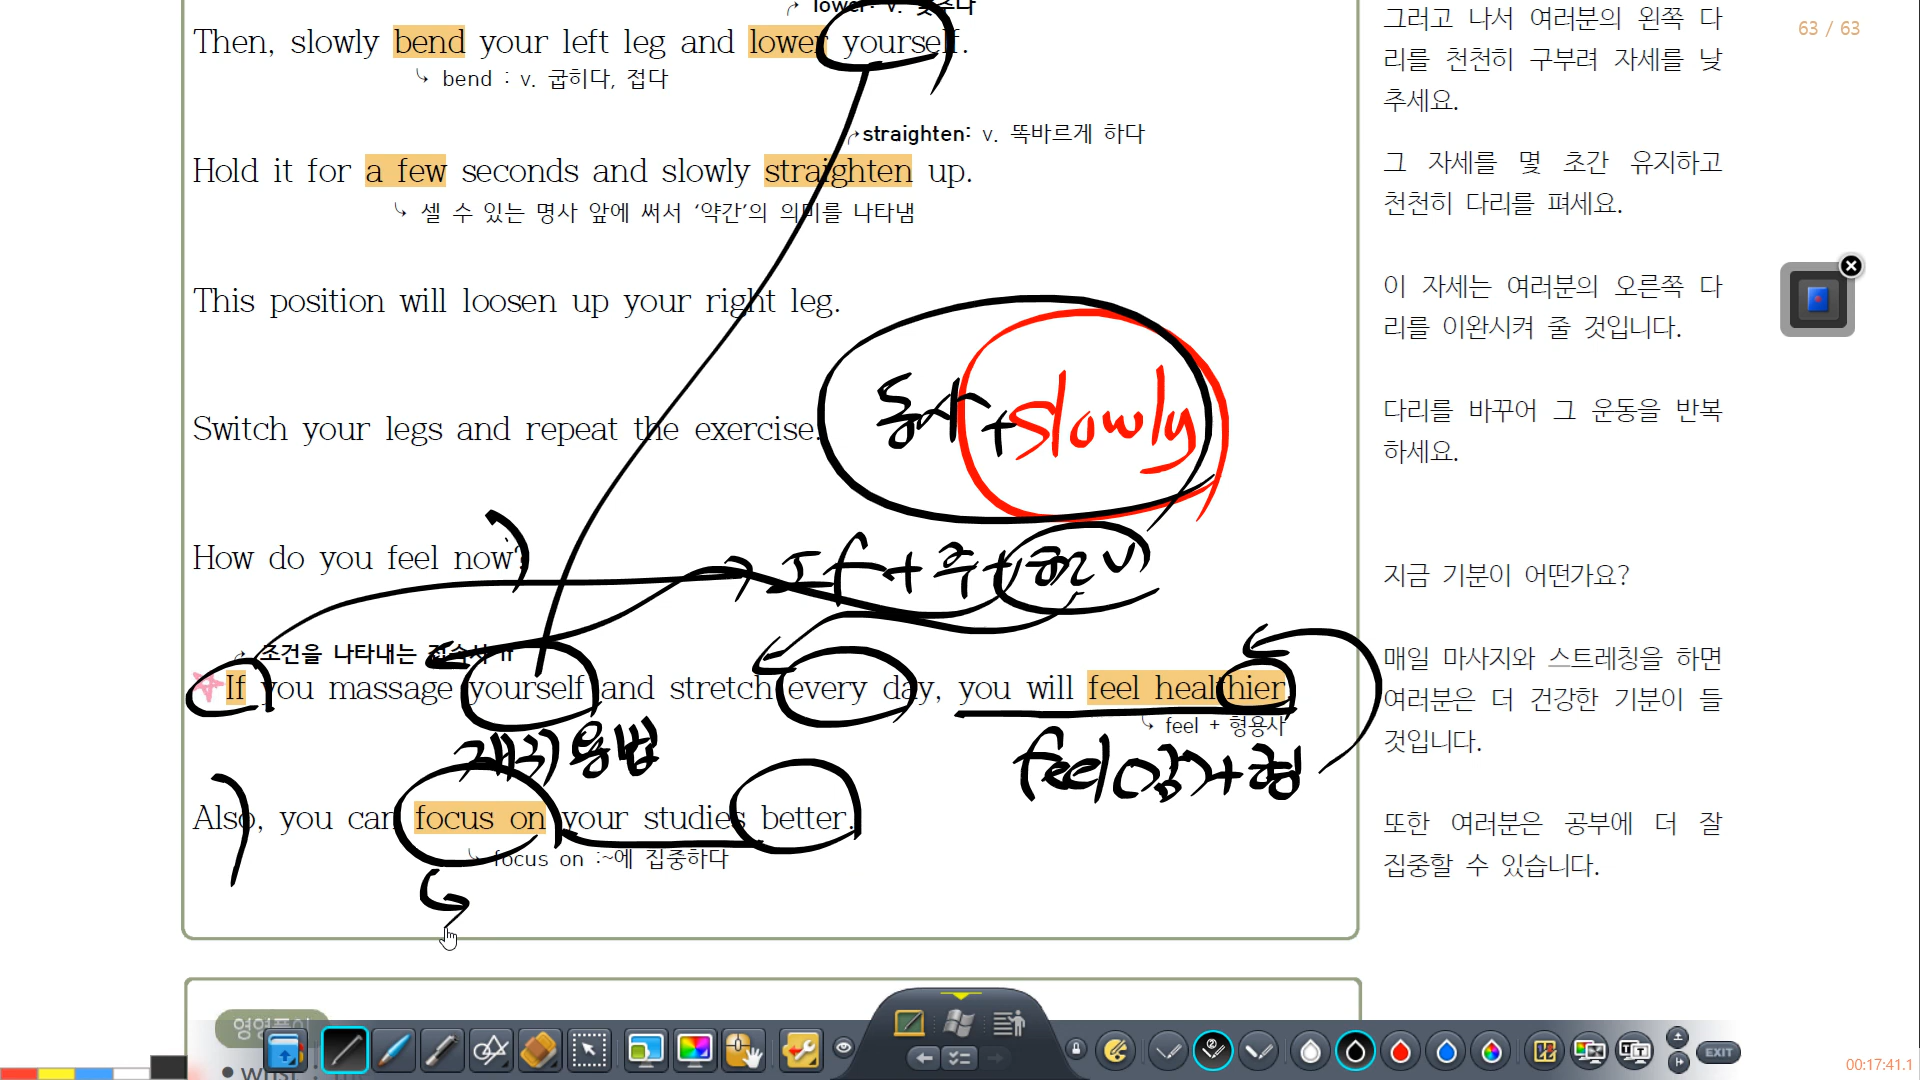 lower: v. 낮추다
Then, slowly bend your left leg and lower yourself.
bend : v. 굽히다, 접다
straighten: v. 똑바르게 하다
Hold it for a few seconds and slowly straighten up.
셀 수 있는 명사 앞에 써서 ‘약간’의 의미를 나타냄
This position will loosen up your right leg.
동사+slowly
Switch your legs and repeat the exercise.
How do you feel now?
If+주+현V
조건을 나타내는 접속사 if
If you massage yourself and stretch every day, you will feel healthier.
feel + 형용사
재귀용법
feel(감)+형
Also, you can focus on your studies better.
focus on :~에 집중하다
그러고 나서 여러분의 왼쪽 다
리를 천천히 구부려 자세를 낮
추세요.
그 자세를 몇 초간 유지하고
천천히 다리를 펴세요.
이 자세는 여러분의 오른쪽 다
리를 이완시켜 줄 것입니다.
다리를 바꾸어 그 운동을 반복
하세요.
지금 기분이 어떤가요?
매일 마사지와 스트레칭을 하면
여러분은 더 건강한 기분이 들
것입니다.
또한 여러분은 공부에 더 잘
집중할 수 있습니다.
63 / 63
영영풀이
EXIT
00:17:41.1